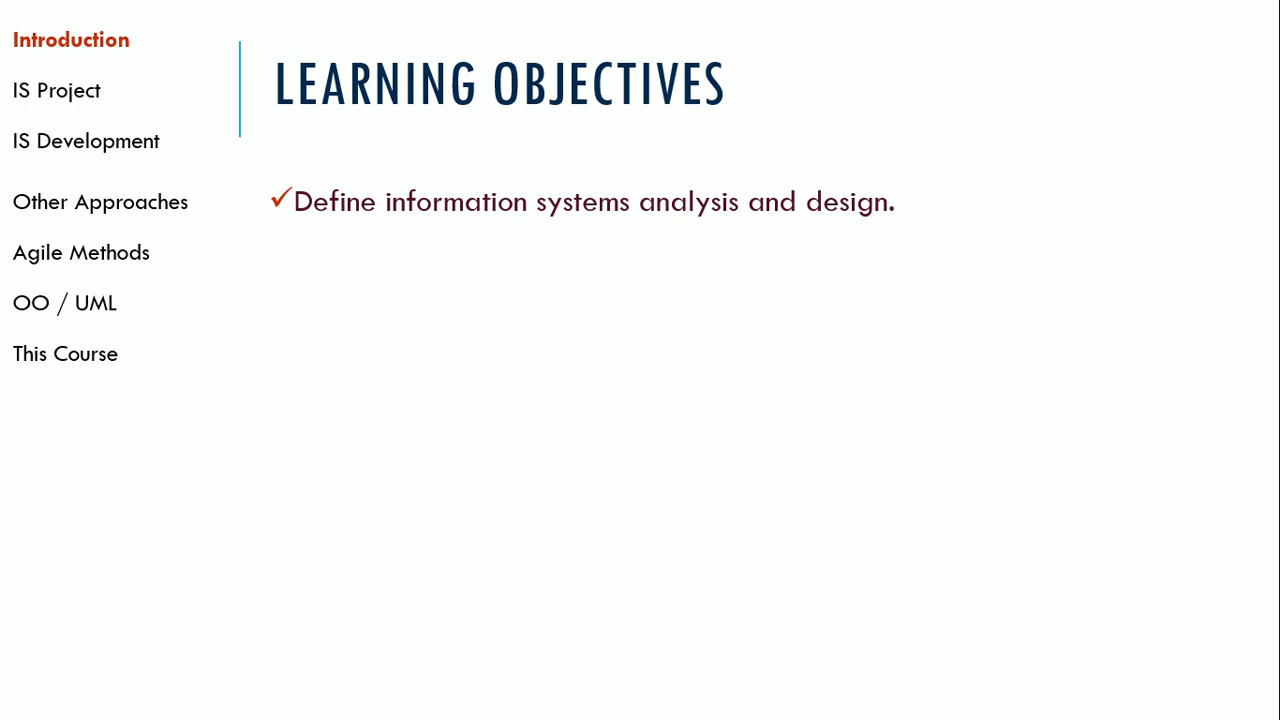 Introduction
IS Project
IS Development
Other Approaches
Agile Methods
OO / UML
This Course
LEARNING OBJECTIVES
✓Define information systems analysis and design.